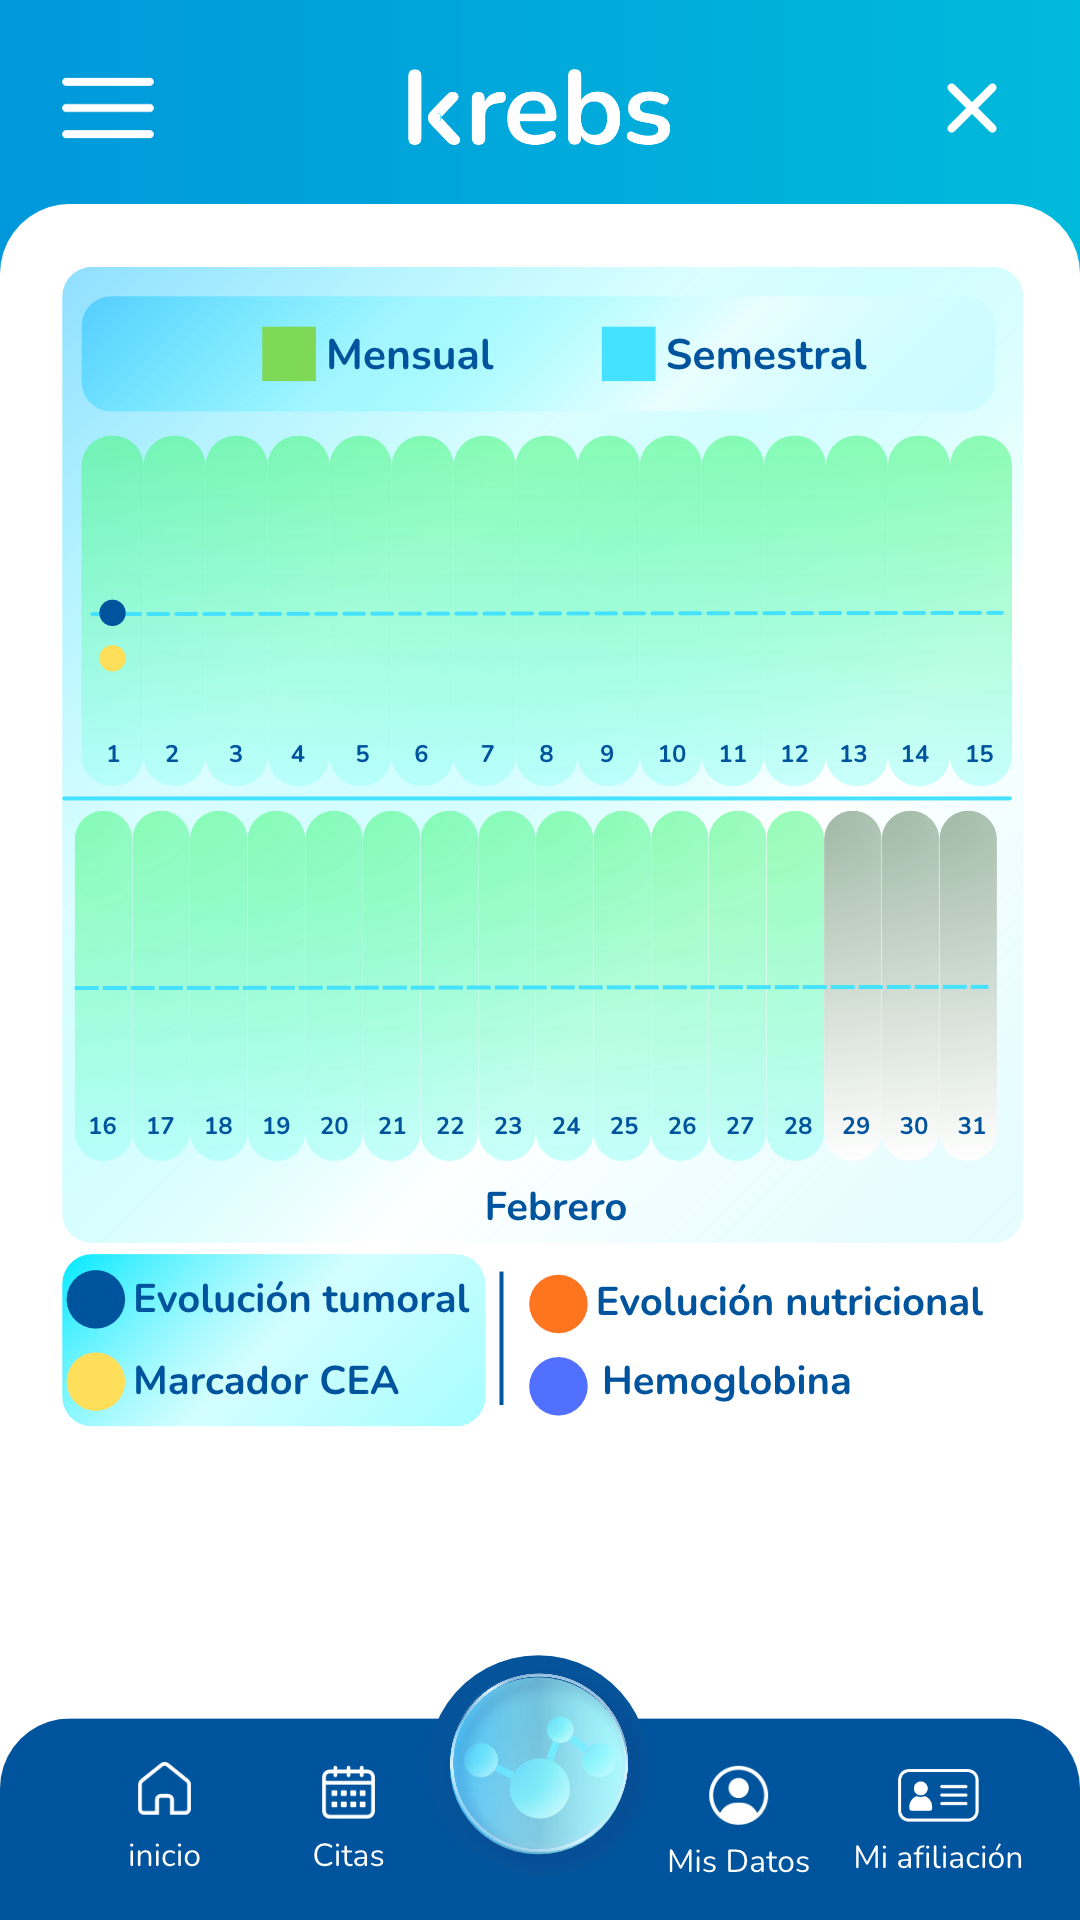 krebs
Mensual Semestral
1 2 3 4 5 6 7 8 9 10 11 12 13 14 15
16 17 18 19 20 21 22 23 24 25 26 27 28 29 30 31
Febrero
Evolución tumoral
Marcador CEA
Evolución nutricional
Hemoglobina
inicio Citas Mis Datos Mi afiliación